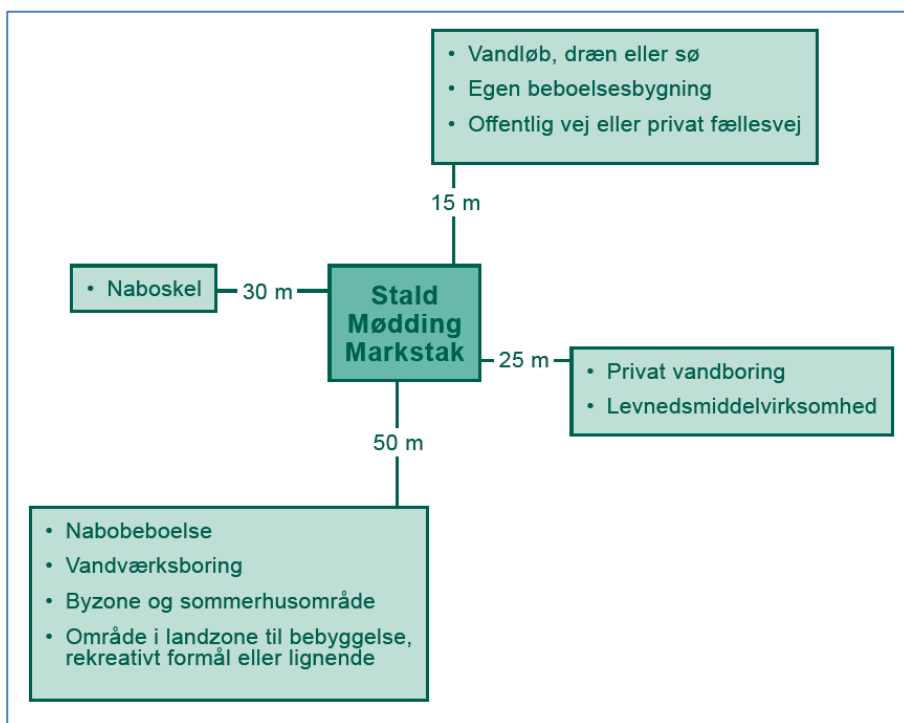 • Vandløb, dræn eller sø
• Egen beboelsesbygning
• Offentlig vej eller privat fællesvej
15 m
• Naboskel
30 m
Stald
Mødding
Markstak
25 m
• Privat vandboring
• Levnedsmiddelvirksomhed
50 m
• Nabobeboelse
• Vandværksboring
• Byzone og sommerhusområde
• Område i landzone til bebyggelse,
rekreativt formål eller lignende